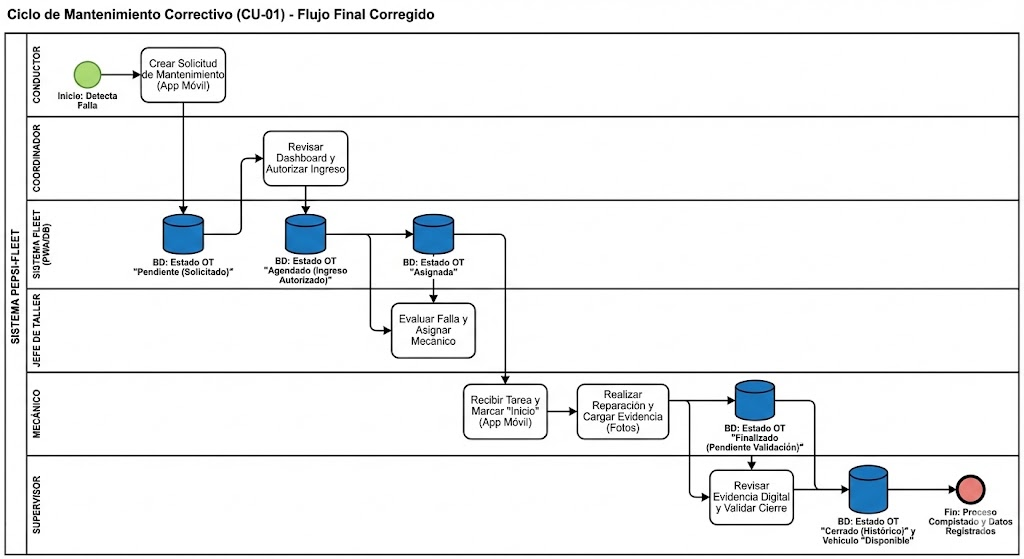 Ciclo de Mantenimiento Correctivo (CU-01) - Flujo Final Corregido
SISTEMA PEPSI-FLEET
CONDUCTOR
Inicio: Detecta
Falla
Crear Solicitud
de Mantenimiento
(App Móvil)
COORDINADOR
Revisar
Dashboard y
Autorizar Ingreso
SISTEMA FLEET
(PWA/DB)
BD: Estado OT
"Pendiente (Solicitado)"
BD: Estado OT
"Agendado (Ingreso
Autorizado)"
BD: Estado OT
"Asignada"
JEFE DE TALLER
Evaluar Falla y
Asignar
Mecánico
MECÁNICO
Recibir Tarea y
Marcar "Inicio"
(App Móvil)
Realizar
Reparación y
Cargar Evidencia
(Fotos)
BD: Estado OT
"Finalizado
(Pendiente Validación)"
SUPERVISOR
Revisar
Evidencia Digital
y Validar Cierre
BD: Estado OT
"Cerrado (Histórico)" y
Vehículo "Disponible"
Fin: Proceso
Compistado y Datos
Registrados